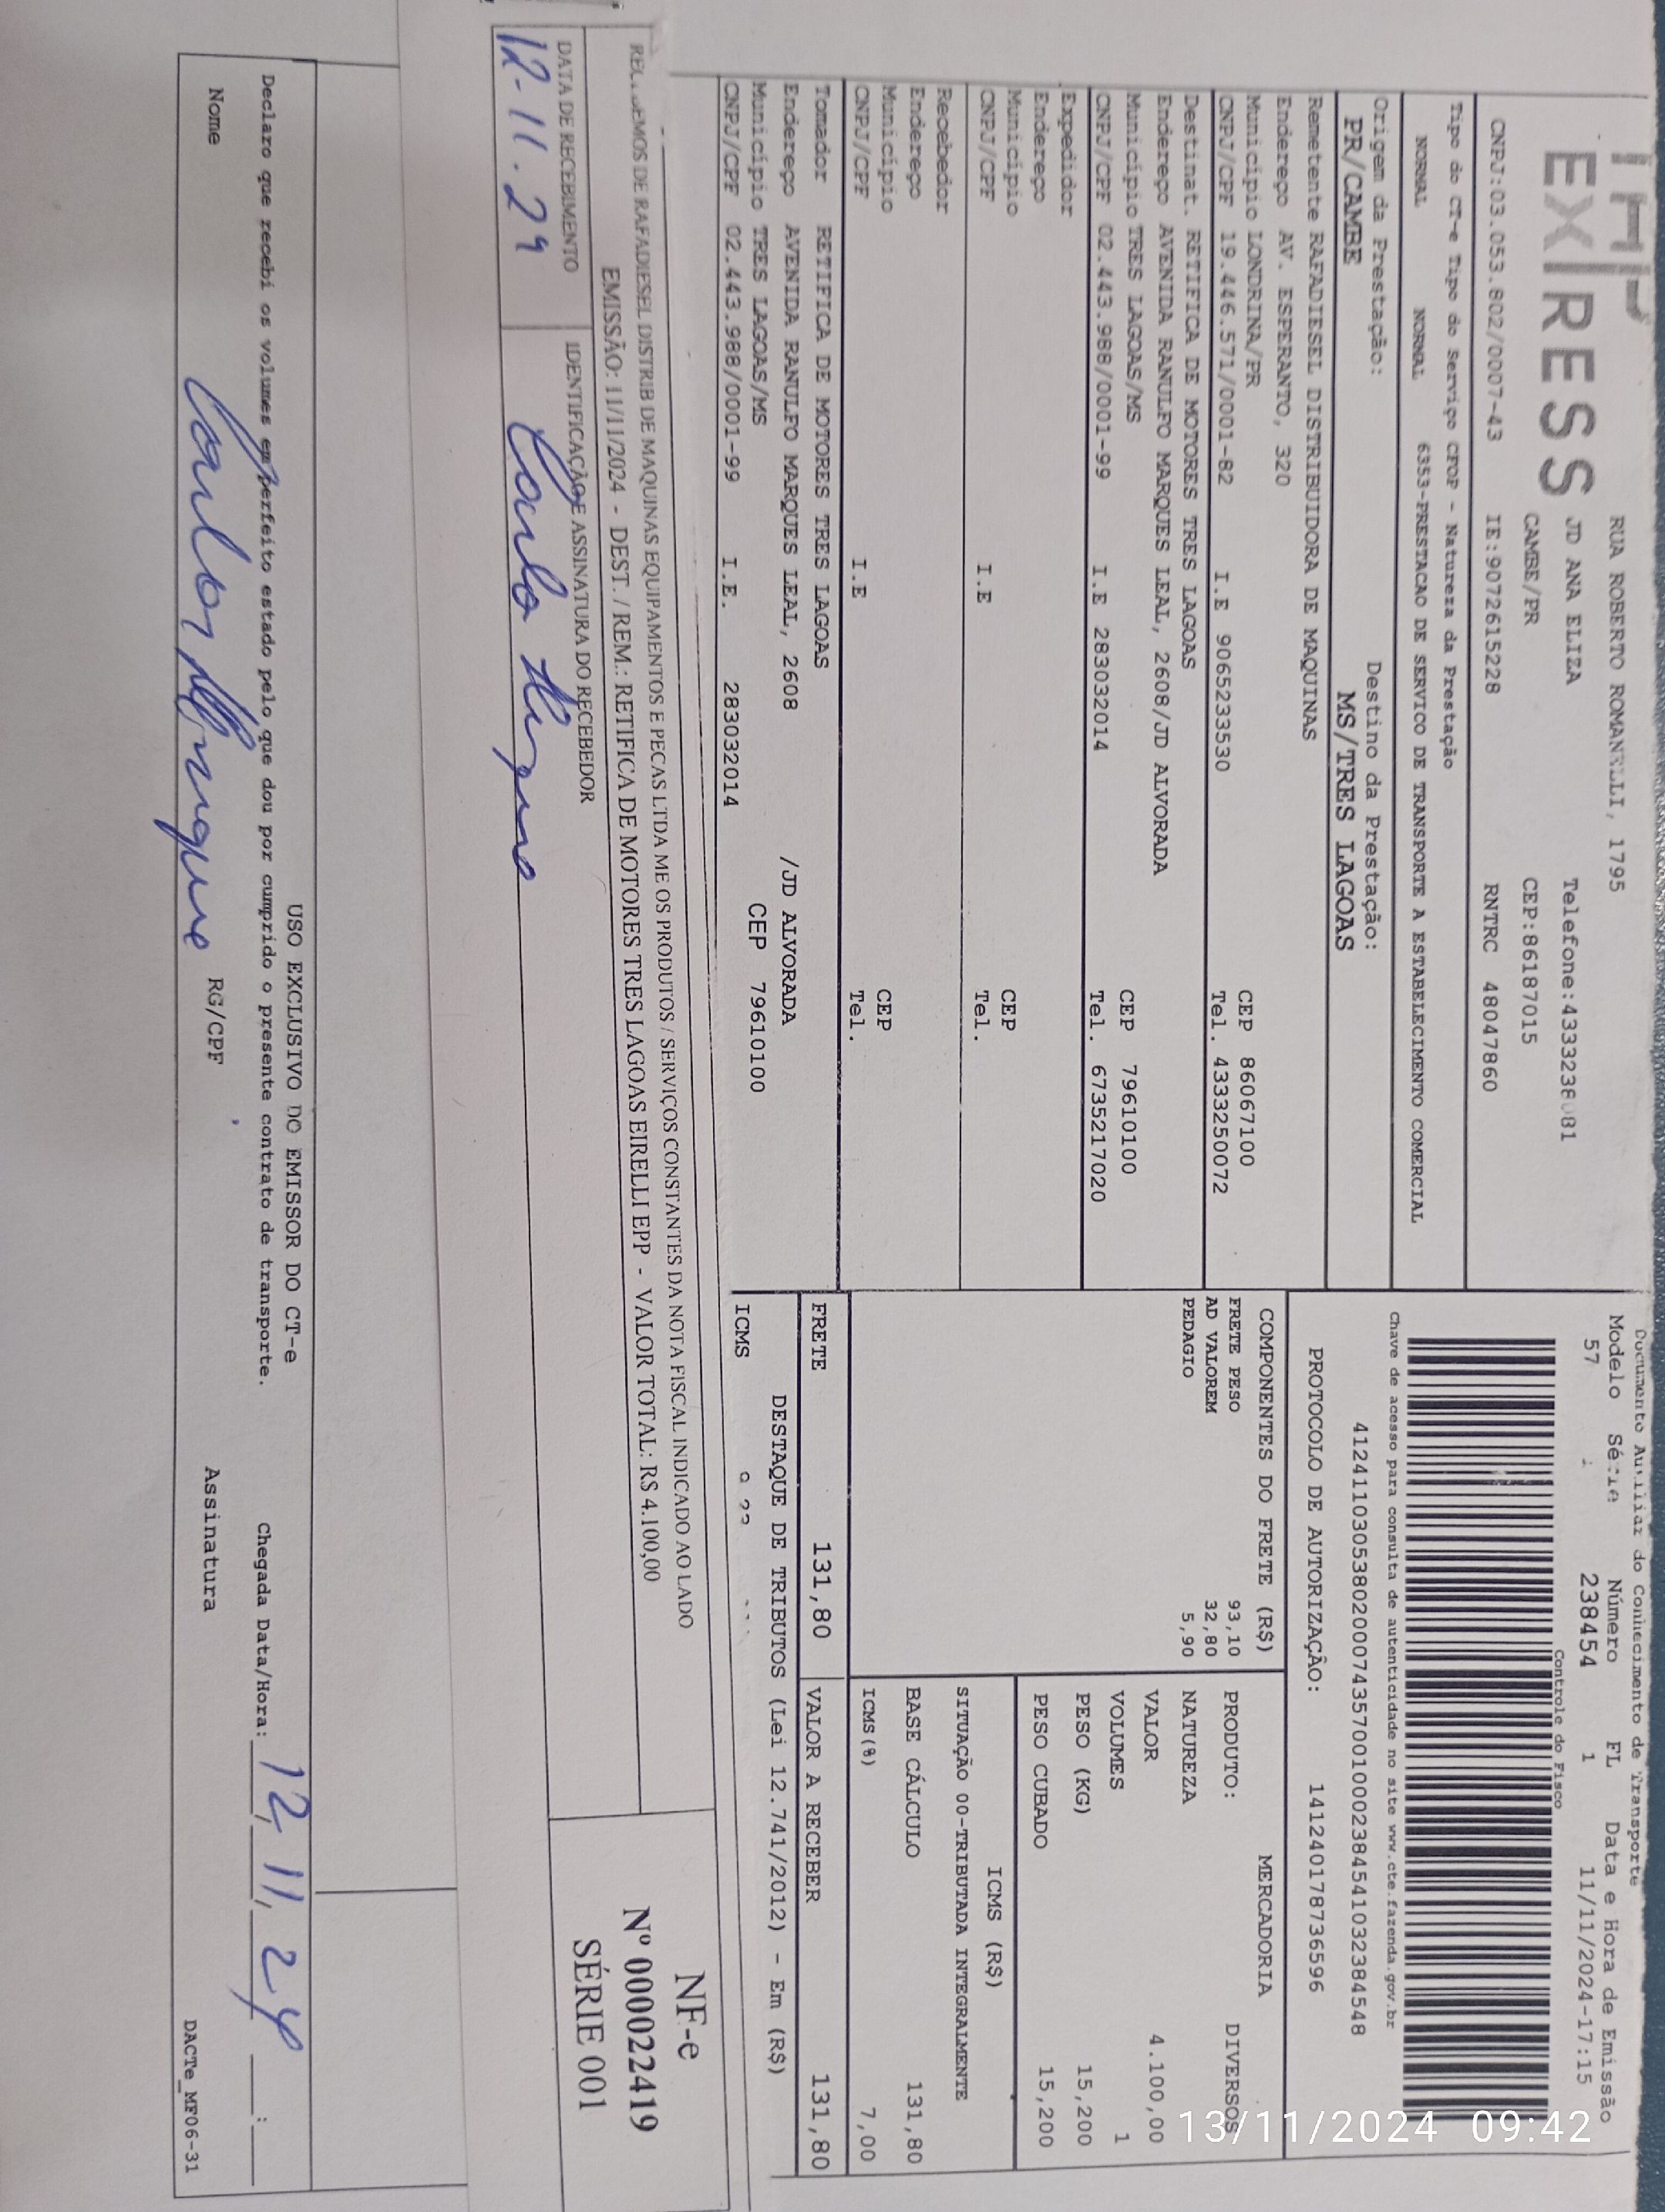 EXPRESS
RUA ROBERTO ROMANELLI, 1795
JD ANA ELIZA
CAMBE/PR CEP:86187015
CNPJ:03.053.802/0007-43 IE:9072615228 RNTRC 48047860
Tipo do CT-e Tipo do Serviço CFOP - Natureza da Prestação
NORMAL NORMAL 6353-PRESTACAO DE SERVICO DE TRANSPORTE A ESTABELECIMENTO COMERCIAL
Origem da Prestação: Destino da Prestação:
PR/CAMBE MS/TRES LAGOAS
Remetente RAFADIESEL DISTRIBUIDORA DE MAQUINAS
Endereço AV. ESPERANTO, 320
Município LONDRINA/PR CEP 86067100
CNPJ/CPF 19.446.571/0001-82 I.E 9065233530 Tel. 4333250072
Destinat. RETIFICA DE MOTORES TRES LAGOAS
Endereço AVENIDA RANULFO MARQUES LEAL, 2608/JD ALVORADA
Município TRES LAGOAS/MS CEP 79610100
CNPJ/CPF 02.443.988/0001-99 I.E 283032014 Tel. 6735217020
Expedidor
Endereço
Município CEP
CNPJ/CPF I.E Tel.
Recebedor
Endereço
Município CEP
CNPJ/CPF I.E Tel.
Tomador RETIFICA DE MOTORES TRES LAGOAS
Endereço AVENIDA RANULFO MARQUES LEAL, 2608 /JD ALVORADA
Município TRES LAGOAS/MS CEP 79610100
CNPJ/CPF 02.443.988/0001-99 I.E. 283032014
Documento Auxiliar do Conhecimento de Transporte
Modelo Série Número FL Data e Hora de Emissão
57 238454 1 11/11/2024-17:15
Controle do Fisco
Chave de acesso para consulta de autenticidade no site www.cte.fazenda.gov.br
41241103053802000743570010002384541032384548
PROTOCOLO DE AUTORIZAÇÃO: 141240178736596
COMPONENTES DO FRETE (R$)
FRETE PESO 93,10
AD VALOREM 32,80
PEDAGIO 5,90
MERCADORIA
PRODUTO: DIVERSOS
NATUREZA
VALOR 4.100,00
VOLUMES 1
PESO (KG) 15,200
PESO CUBADO 15,200
ICMS (R$)
SITUAÇÃO 00-TRIBUTADA INTEGRALMENTE
BASE CÁLCULO 131,80
ICMS(%) 7,00
FRETE 131,80 VALOR A RECEBER 131,80
DESTAQUE DE TRIBUTOS (Lei 12.741/2012) - Em (R$)
ICMS
DE RAFADIESEL DISTRIB DE MAQUINAS EQUIPAMENTOS E PECAS LTDA ME OS PRODUTOS / SERVIÇOS CONSTANTES DA NOTA FISCAL INDICADO AO LADO
EMISSÃO: 11/11/2024 - DEST. / REM.: RETIFICA DE MOTORES TRES LAGOAS EIRELLI EPP - VALOR TOTAL: R$ 4.100,00
DATA DE RECEBIMENTO IDENTIFICAÇÃO E ASSINATURA DO RECEBEDOR
12-11.24
NF-e
Nº 000022419
SÉRIE 001
USO EXCLUSIVO DO EMISSOR DO CT-e
Declaro que recebi os volumes em perfeito estado pelo que dou por cumprido o presente contrato de transporte. Chegada Data/Hora: 12, 11, 24 :
Nome Carlos RG/CPF Assinatura
DACTe_MF06-31
13/11/2024 09:42